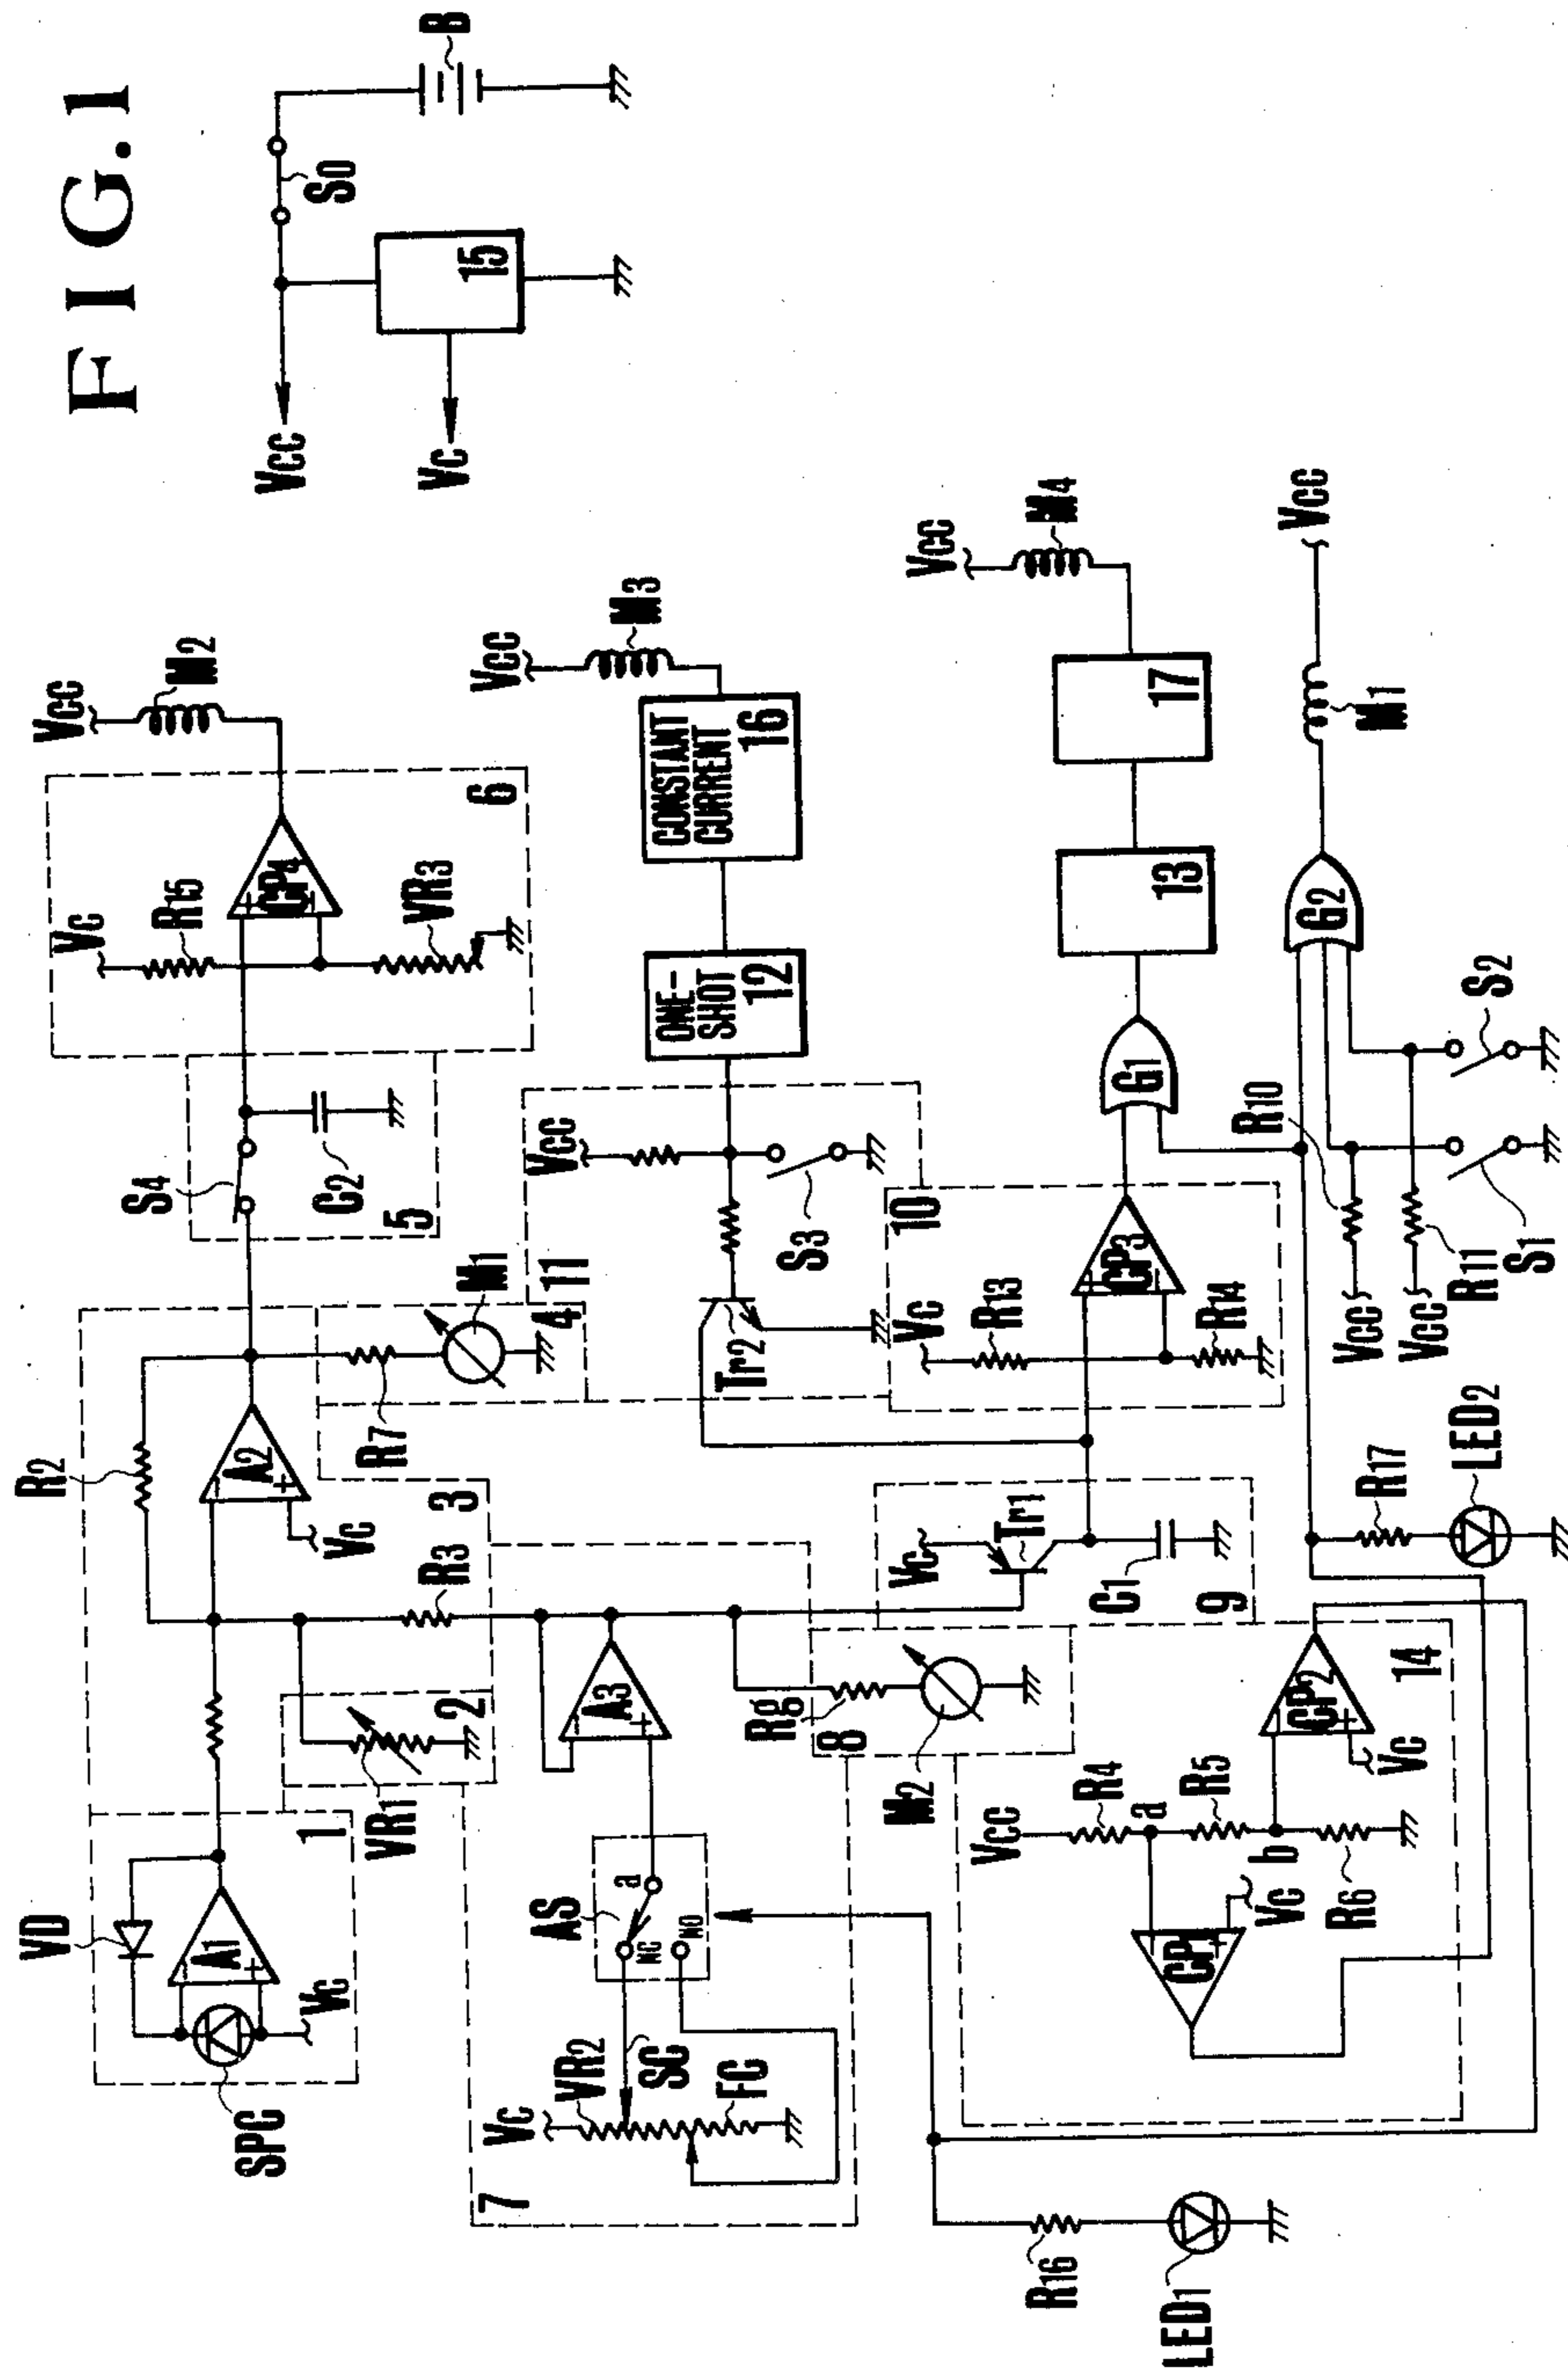 FIG.1
B
S0
15
Vcc
Vc
Vcc
M2
6
Vc
R15
CP4
VR3
S4
C2
5
R2
A2
Vc
R7
M1
4
11
3
R3
VD
A1
SPC
Vc
1
VR1
2
Vcc
M3
CONSTANT
CURRENT
16
ONE-
SHOT
12
Vcc
S3
Tr2
10
Vc
R13
CP3
R14
Vcc
M4
17
13
G1
Vcc
M1
G2
S2
S1
R10
R11
Vcc
Vcc
R17
LED2
Vc
Tr1
C1
9
A3
Rg
8
M2
AS
a
NC
NO
Vc
VR2
SC
FC
7
Vcc
R4
a
R5
b
R6
CP1
Vc
CP2
Vc
14
R16
LED1